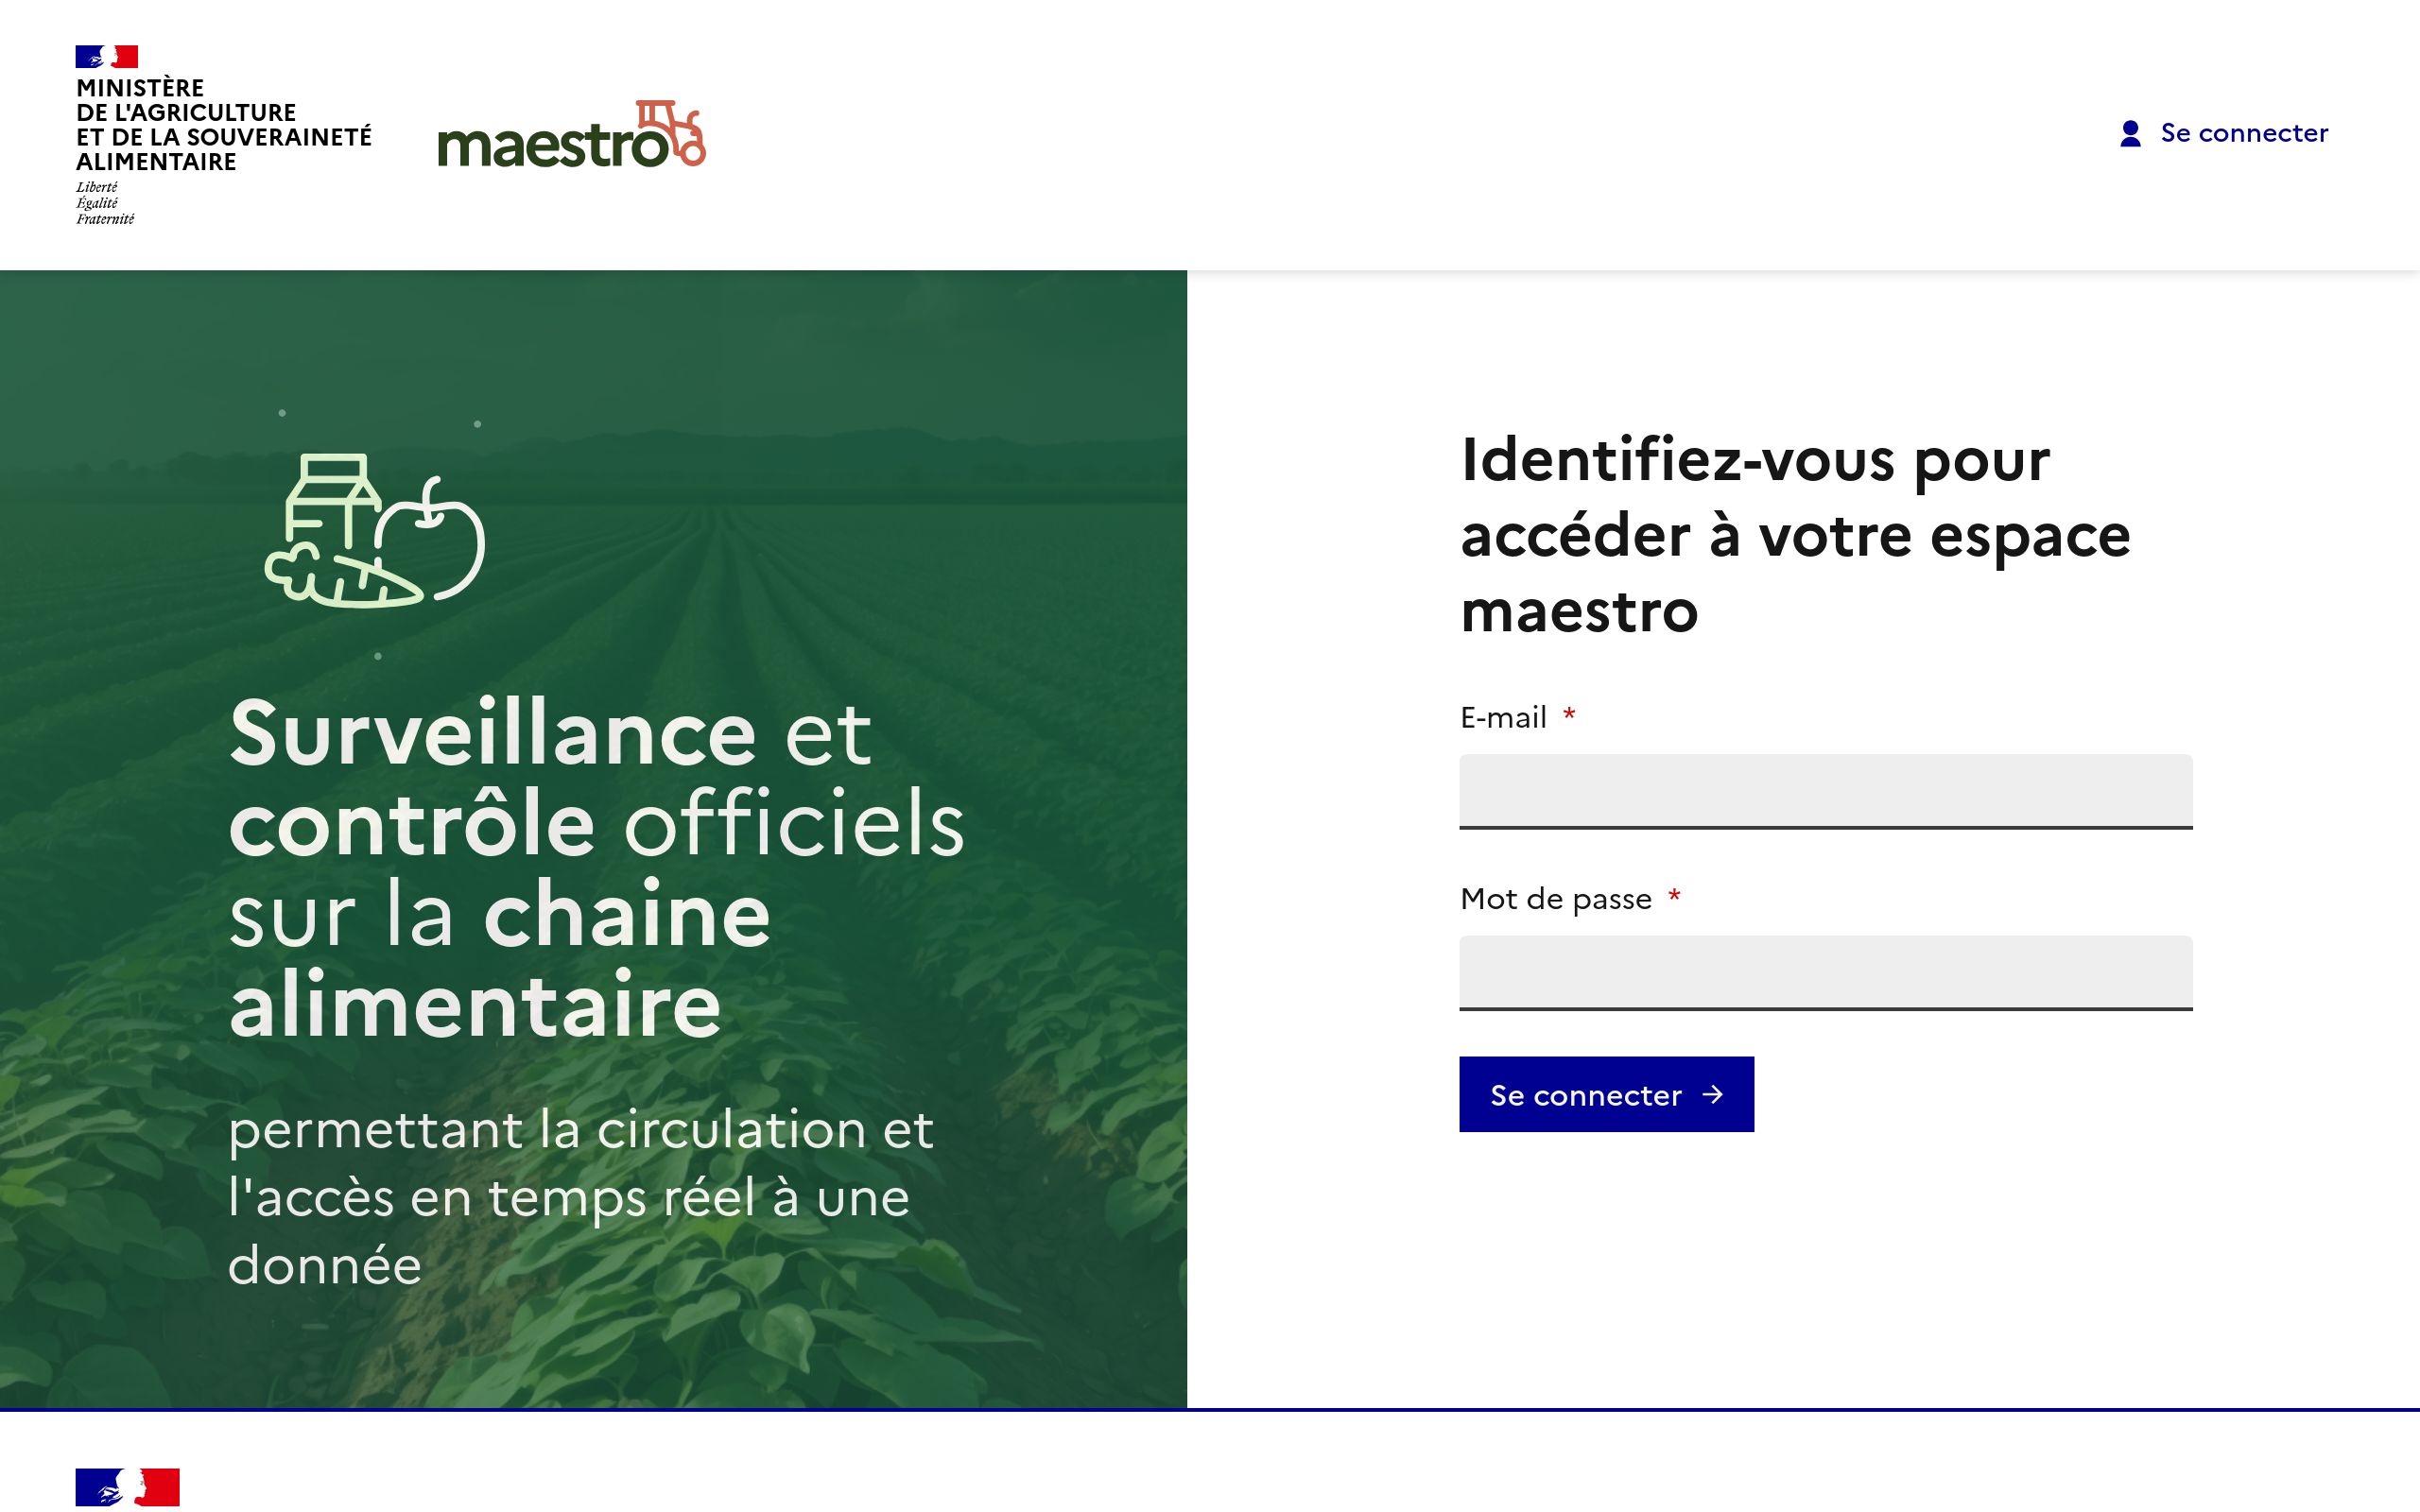 MINISTÈRE
DE L'AGRICULTURE
ET DE LA SOUVERAINETÉ
ALIMENTAIRE
Liberté
Égalité
Fraternité
maestro
Se connecter
Surveillance et
contrôle officiels
sur la chaine
alimentaire
permettant la circulation et
l'accès en temps réel à une
donnée
Identifiez-vous pour
accéder à votre espace
maestro
E-mail *
Mot de passe *
Se connecter